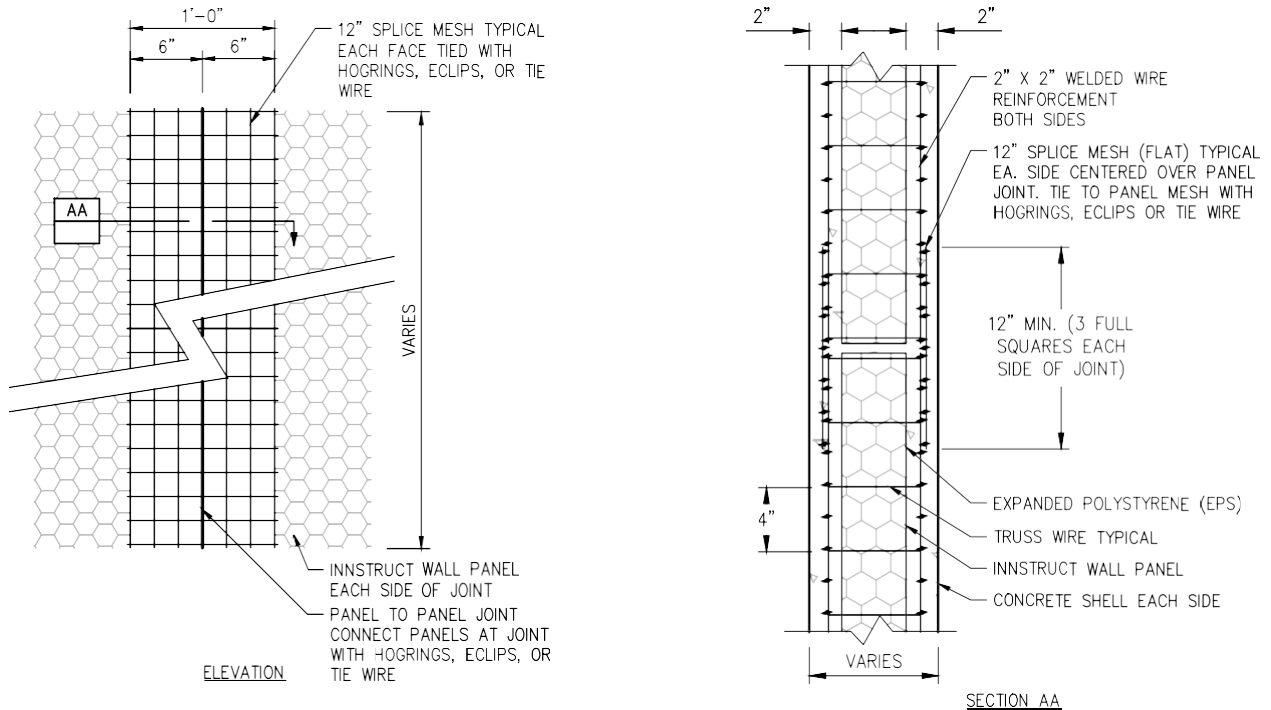 1'-0"
6"
6"
12" SPLICE MESH TYPICAL
EACH FACE TIED WITH
HOGRINGS, ECLIPS, OR TIE
WIRE
AA
VARIES
INNSTRUCT WALL PANEL
EACH SIDE OF JOINT
PANEL TO PANEL JOINT
CONNECT PANELS AT JOINT
WITH HOGRINGS, ECLIPS, OR
TIE WIRE
ELEVATION
2"
2"
2" X 2" WELDED WIRE
REINFORCEMENT
BOTH SIDES
12" SPLICE MESH (FLAT) TYPICAL
EA. SIDE CENTERED OVER PANEL
JOINT. TIE TO PANEL MESH WITH
HOGRINGS, ECLIPS OR TIE WIRE
12" MIN. (3 FULL
SQUARES EACH
SIDE OF JOINT)
4"
EXPANDED POLYSTYRENE (EPS)
TRUSS WIRE TYPICAL
INNSTRUCT WALL PANEL
CONCRETE SHELL EACH SIDE
VARIES
SECTION AA